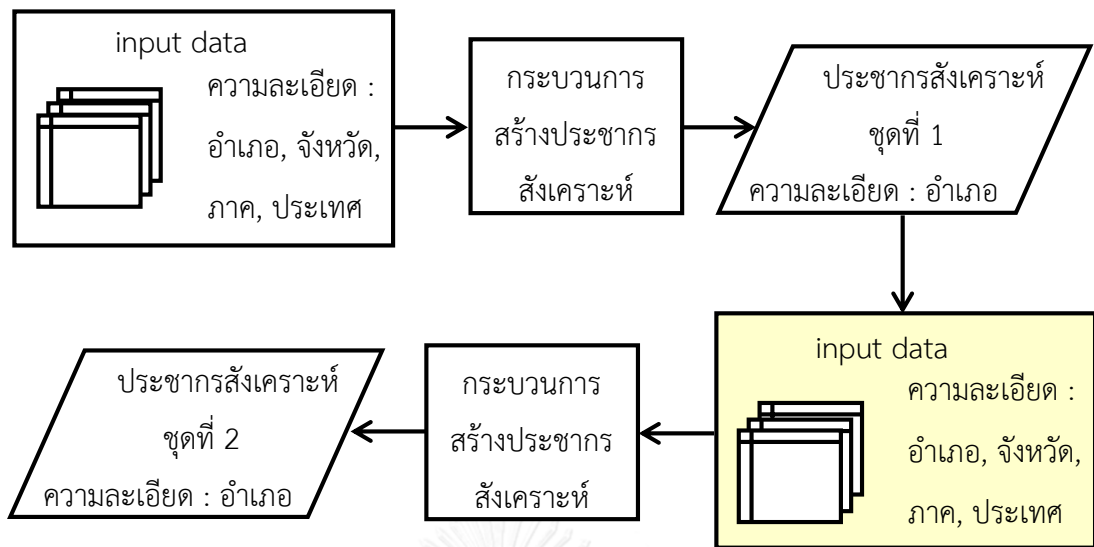 input data
ความละเอียด :
อำเภอ, จังหวัด,
ภาค, ประเทศ
กระบวนการ
สร้างประชากร
สังเคราะห์
ประชากรสังเคราะห์
ชุดที่ 1
ความละเอียด : อำเภอ
input data
ความละเอียด :
อำเภอ, จังหวัด,
ภาค, ประเทศ
กระบวนการ
สร้างประชากร
สังเคราะห์
ประชากรสังเคราะห์
ชุดที่ 2
ความละเอียด : อำเภอ